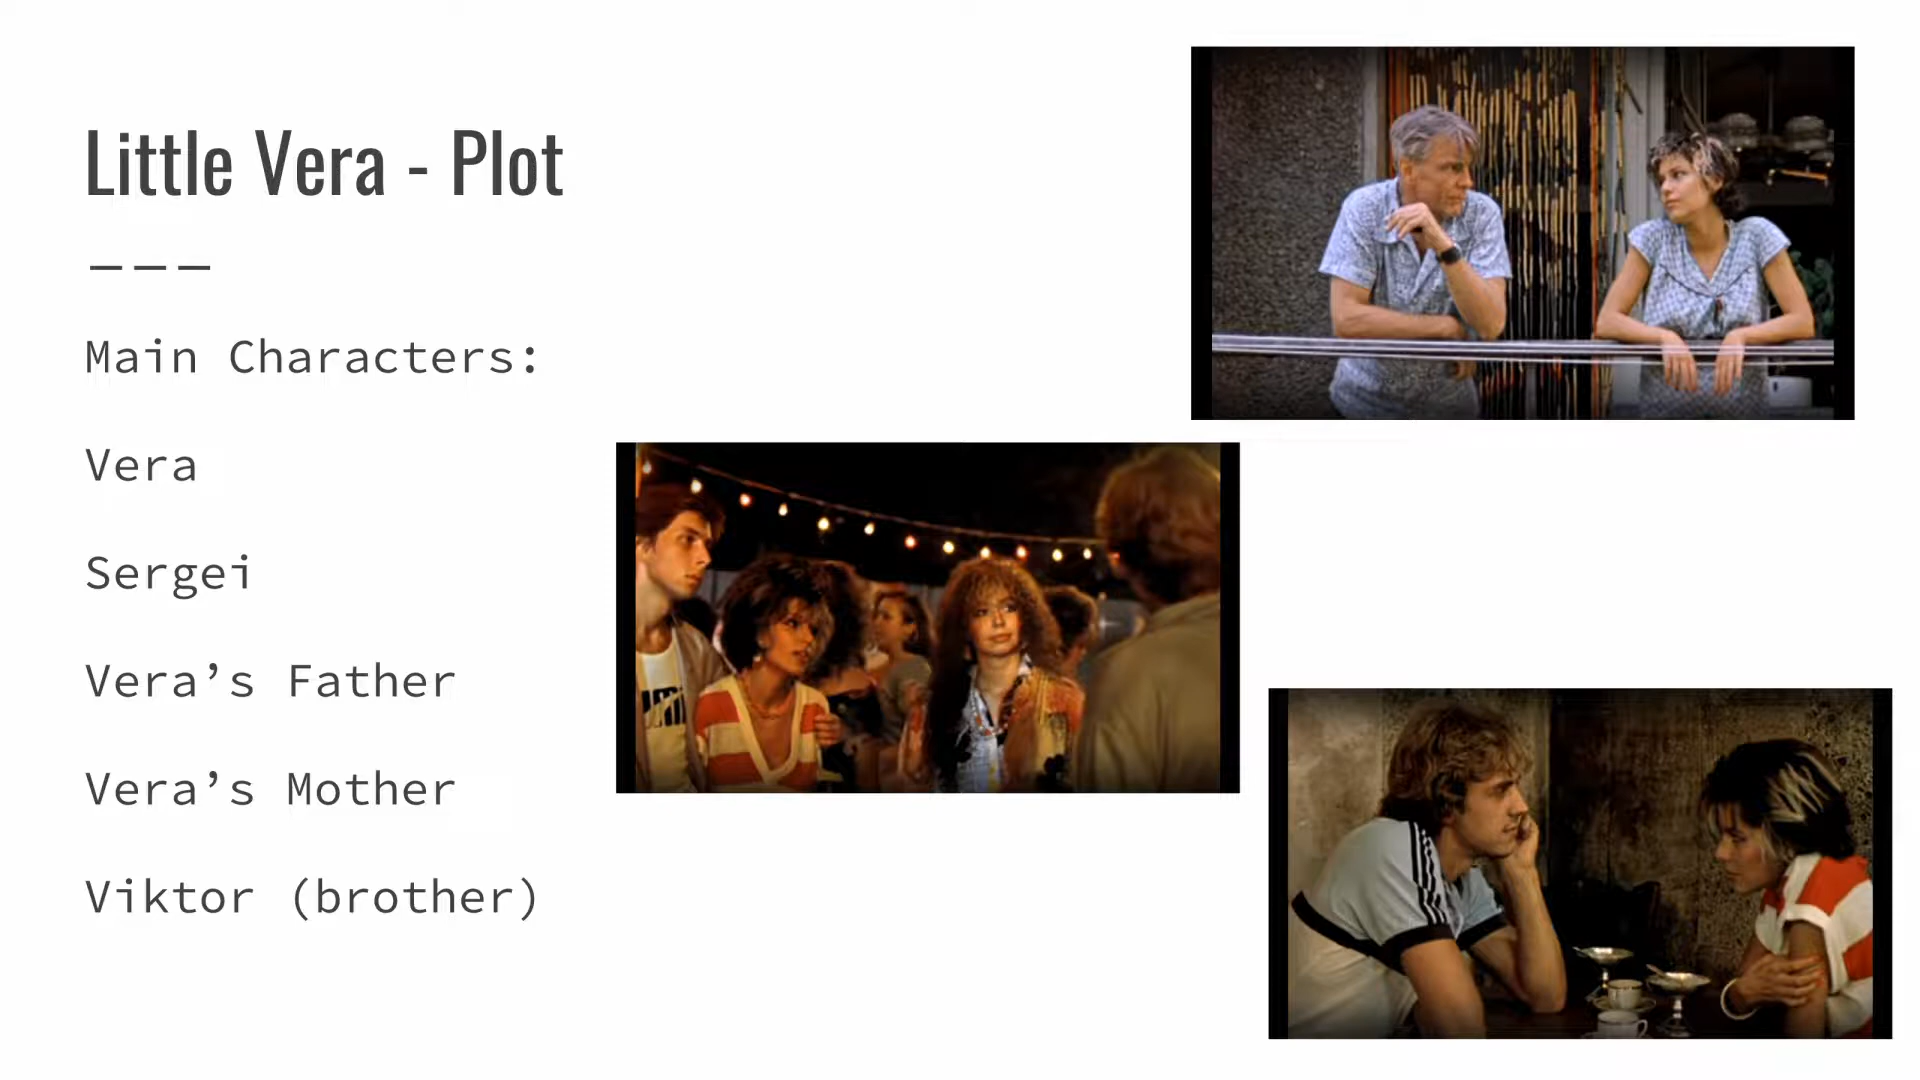 Little Vera - Plot
Main Characters:
Vera
Sergei
Vera’s Father
Vera’s Mother
Viktor (brother)